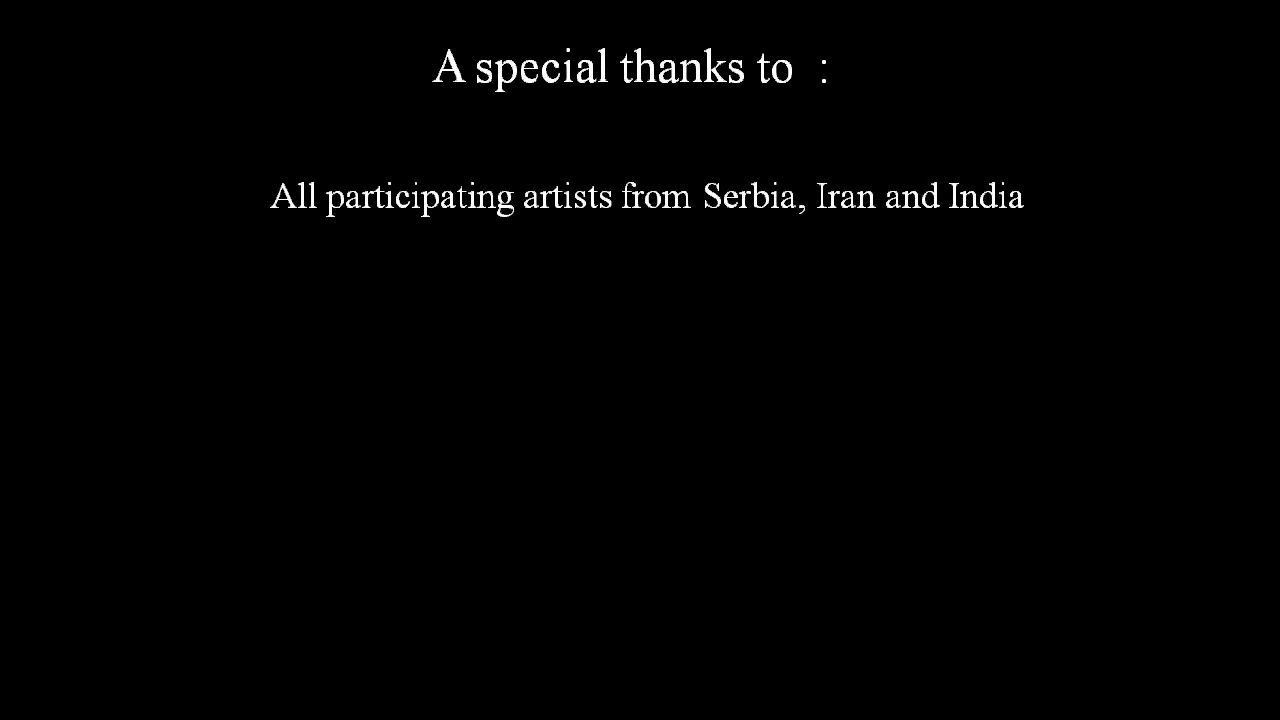 A special thanks to  :
All participating artists from Serbia, Iran and India